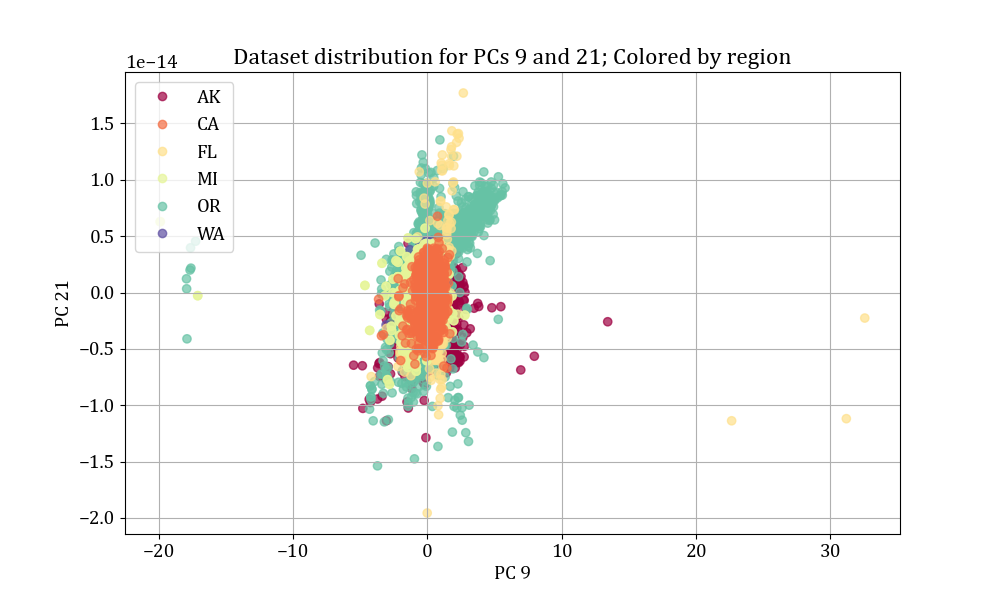 Dataset distribution for PCs 9 and 21; Colored by region
1e−14
AK
CA
FL
MI
OR
WA
1.5
1.0
0.5
0.0
−0.5
−1.0
−1.5
−2.0
PC 21
−20
−10
0
10
20
30
PC 9